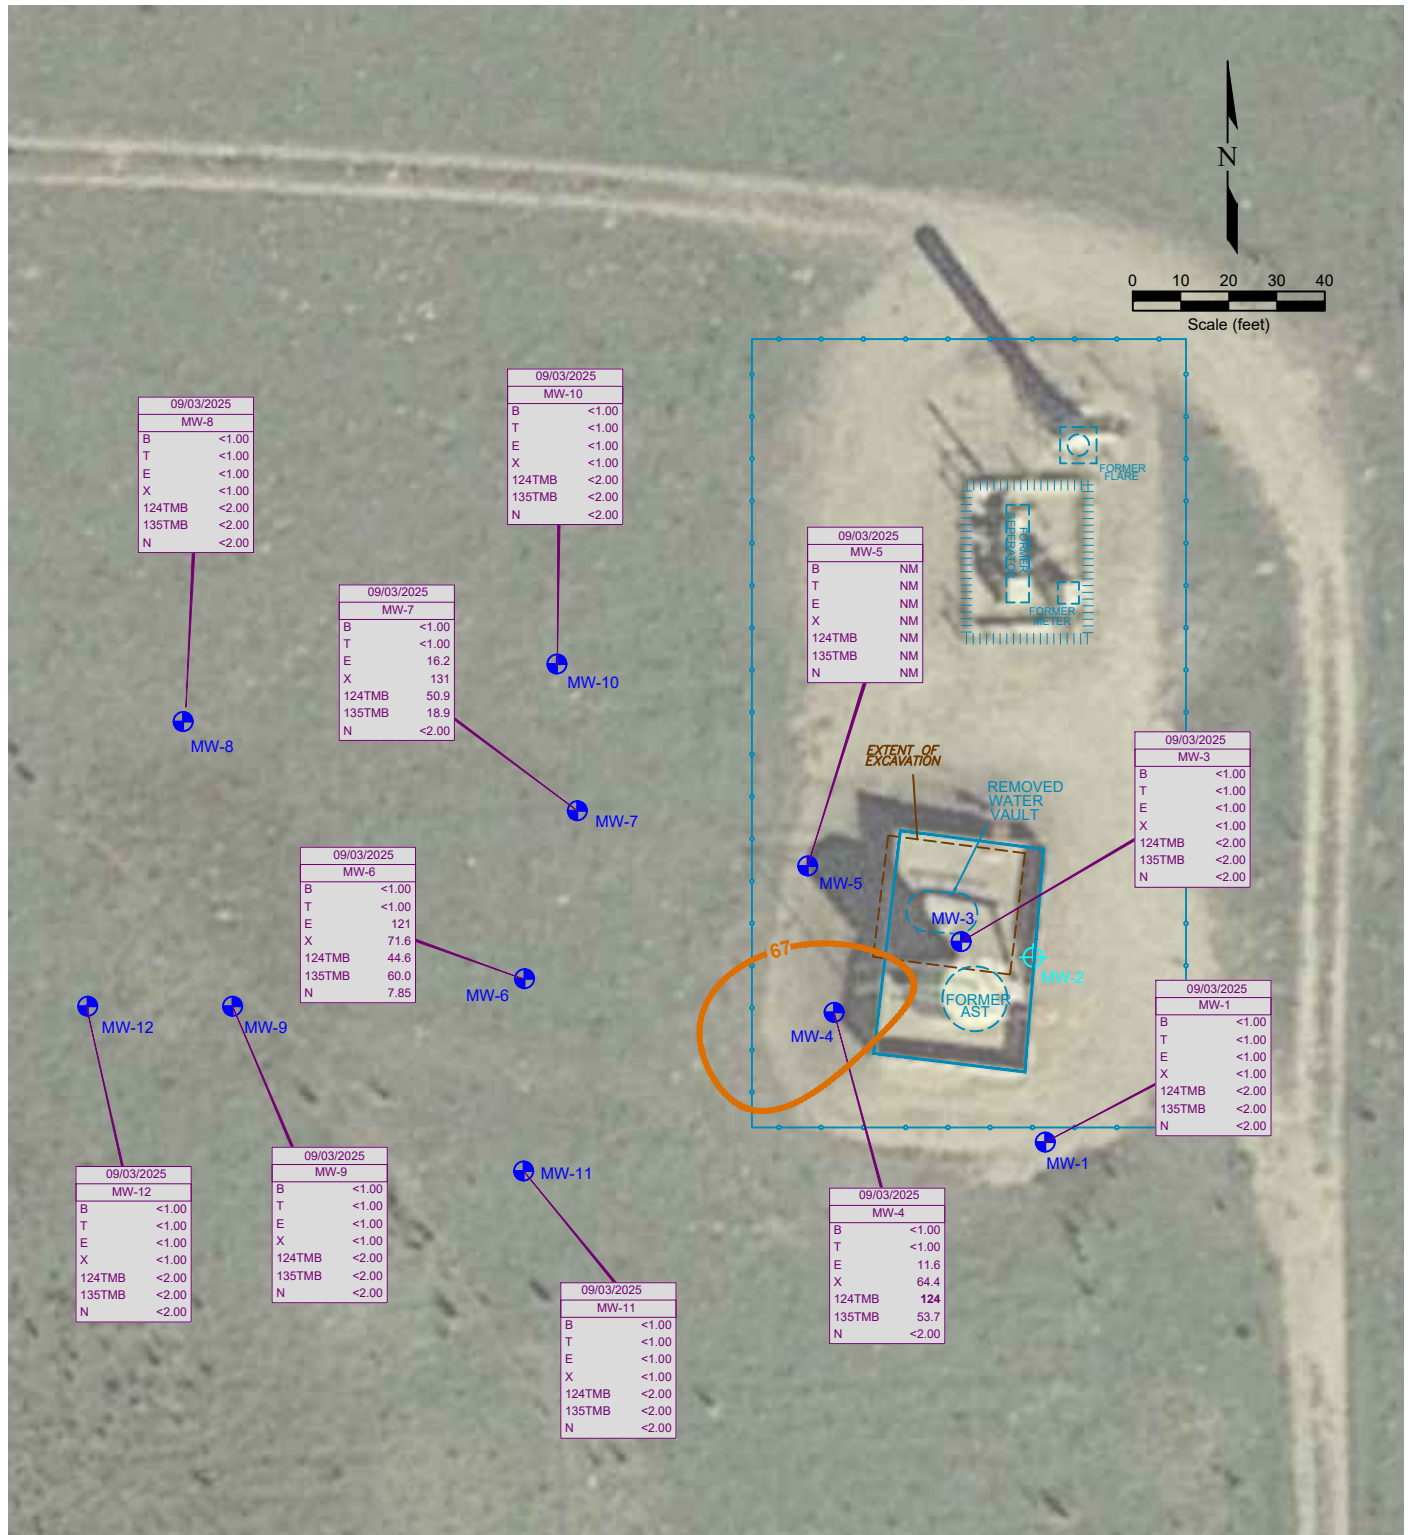 N
0 10 20 30 40
Scale (feet)
09/03/2025
MW-10
B <1.00
T <1.00
E <1.00
X <1.00
124TMB <2.00
135TMB <2.00
N <2.00
09/03/2025
MW-8
B <1.00
T <1.00
E <1.00
X <1.00
124TMB <2.00
135TMB <2.00
N <2.00
FORMER
FLARE
FORMER
SEPERATOR
FORMER
METER
09/03/2025
MW-5
B NM
T NM
E NM
X NM
124TMB NM
135TMB NM
N NM
09/03/2025
MW-7
B <1.00
T <1.00
E 16.2
X 131
124TMB 50.9
135TMB 18.9
N <2.00
MW-10
MW-8
MW-7
EXTENT OF
EXCAVATION
REMOVED
WATER
VAULT
09/03/2025
MW-3
B <1.00
T <1.00
E <1.00
X <1.00
124TMB <2.00
135TMB <2.00
N <2.00
MW-5
MW-3
09/03/2025
MW-6
B <1.00
T <1.00
E 121
X 71.6
124TMB 44.6
135TMB 60.0
N 7.85
67
MW-2
MW-6
FORMER
AST
MW-4
MW-12
MW-9
09/03/2025
MW-1
B <1.00
T <1.00
E <1.00
X <1.00
124TMB <2.00
135TMB <2.00
N <2.00
MW-1
MW-11
09/03/2025
MW-12
B <1.00
T <1.00
E <1.00
X <1.00
124TMB <2.00
135TMB <2.00
N <2.00
09/03/2025
MW-9
B <1.00
T <1.00
E <1.00
X <1.00
124TMB <2.00
135TMB <2.00
N <2.00
09/03/2025
MW-4
B <1.00
T <1.00
E 11.6
X 64.4
124TMB 124
135TMB 53.7
N <2.00
09/03/2025
MW-11
B <1.00
T <1.00
E <1.00
X <1.00
124TMB <2.00
135TMB <2.00
N <2.00